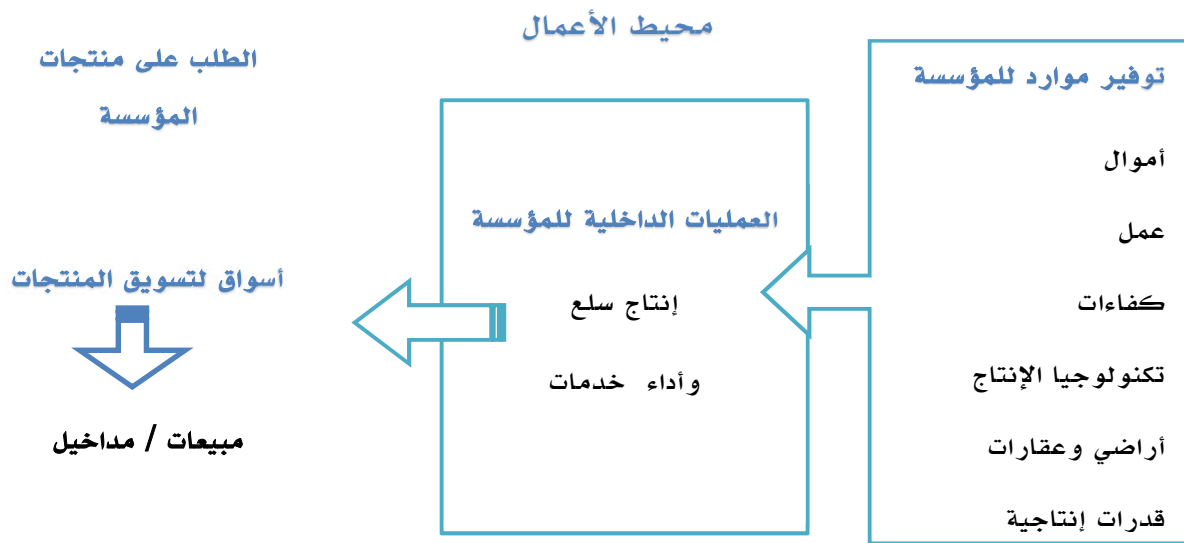 محيط الأعمال
توفير موارد للمؤسسة
أموال
عمل
كفاءات
تكنولوجيا الإنتاج
أراضي وعقارات
قدرات إنتاجية
العمليات الداخلية للمؤسسة
إنتاج سلع
وأداء خدمات
الطلب على منتجات
المؤسسة
أسواق لتسويق المنتجات
مبيعات / مداخيل